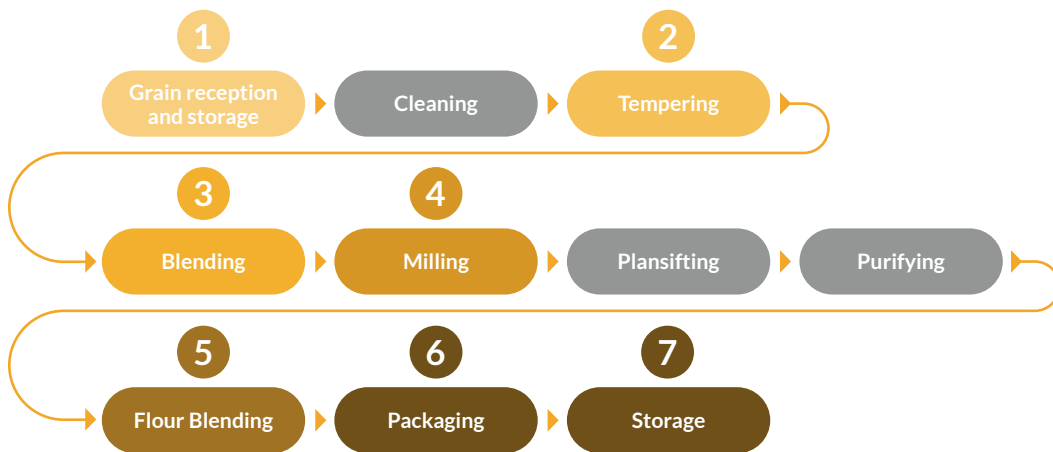 1
2
Grain reception
and storage
Cleaning
Tempering
3
4
Blending
Milling
Plansifting
Purifying
5
6
7
Flour Blending
Packaging
Storage